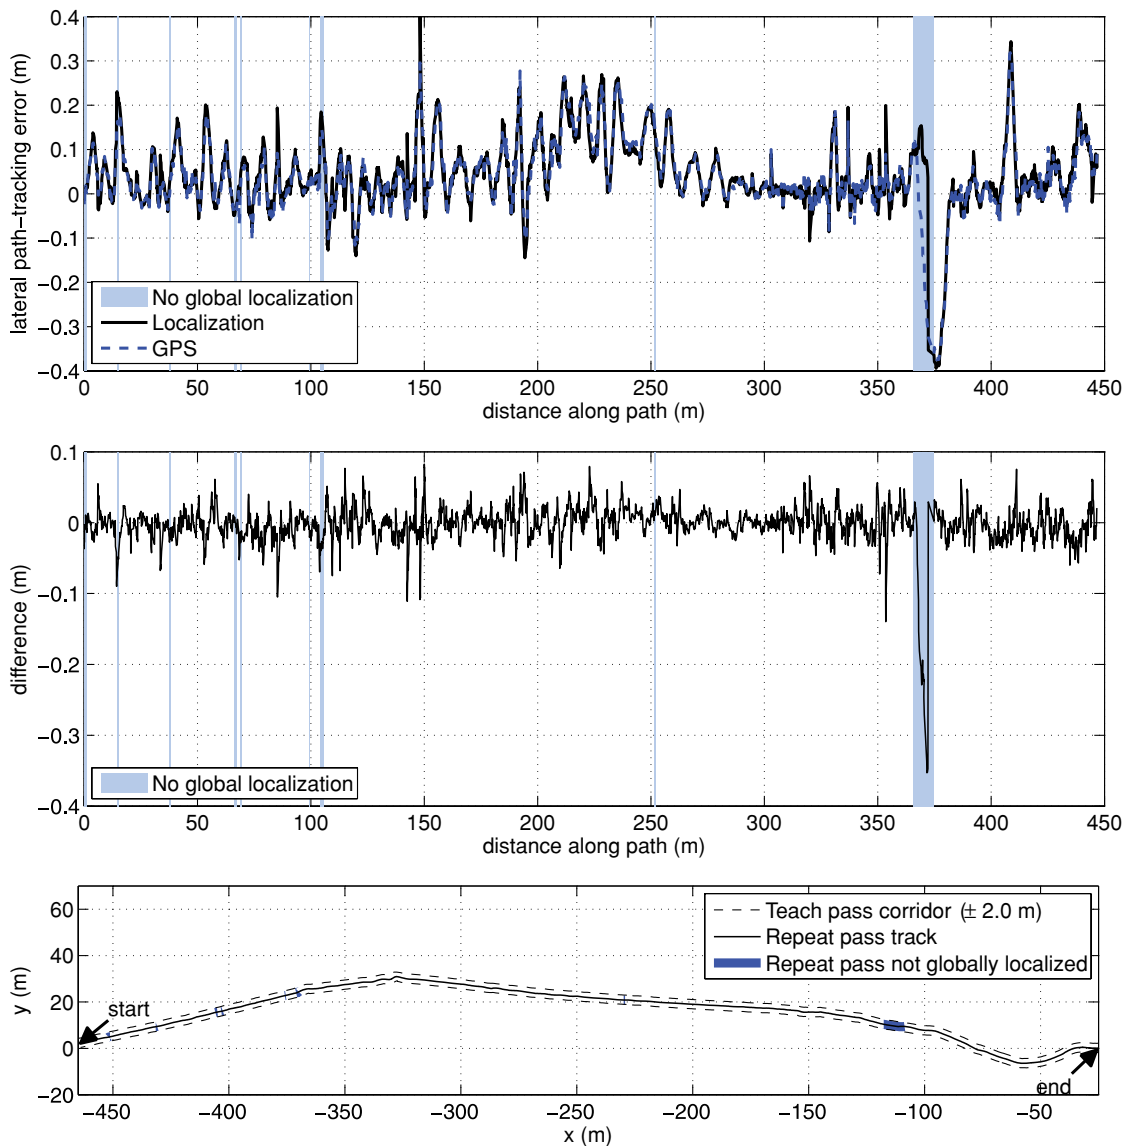 0.4
0.3
0.2
0.1
0
−0.1
−0.2
−0.3
−0.4
lateral path−tracking error (m)
No global localization
Localization
GPS
0 50 100 150 200 250 300 350 400 450
distance along path (m)
0.1
0
−0.1
−0.2
−0.3
−0.4
difference (m)
No global localization
0 50 100 150 200 250 300 350 400 450
distance along path (m)
60
40
20
0
−20
y (m)
Teach pass corridor (± 2.0 m)
Repeat pass track
Repeat pass not globally localized
start
end
−450 −400 −350 −300 −250 −200 −150 −100 −50
x (m)